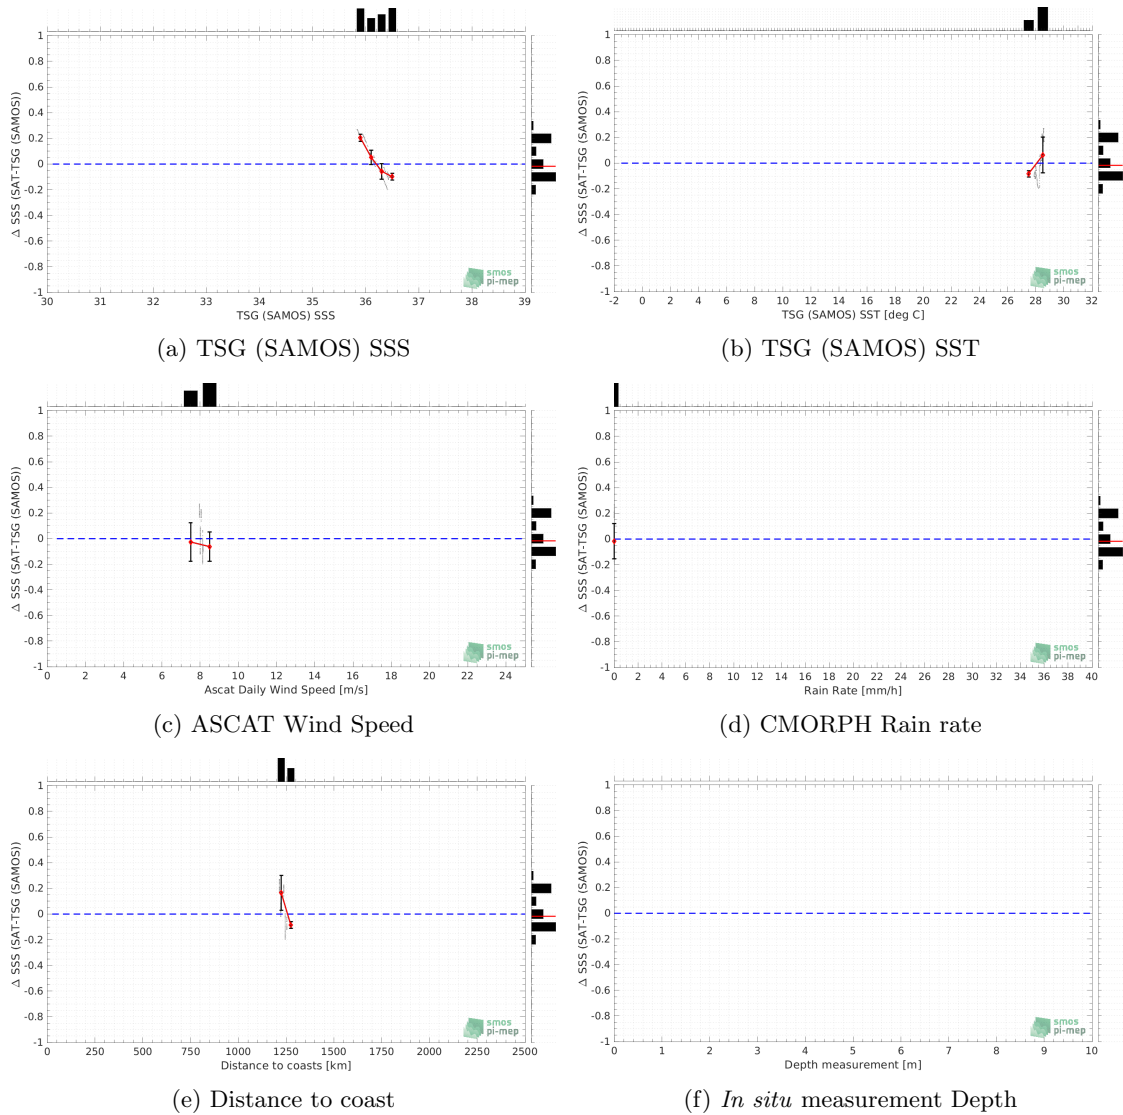 1
0.8
0.6
0.4
0.2
0
-0.2
-0.4
-0.6
-0.8
-1
Δ SSS (SAT-TSG (SAMOS))
30 31 32 33 34 35 36 37 38 39
TSG (SAMOS) SSS
smos
pi-mep
(a) TSG (SAMOS) SSS
1
0.8
0.6
0.4
0.2
0
-0.2
-0.4
-0.6
-0.8
-1
Δ SSS (SAT-TSG (SAMOS))
-2 0 2 4 6 8 10 12 14 16 18 20 22 24 26 28 30 32
TSG (SAMOS) SST [deg C]
smos
pi-mep
(b) TSG (SAMOS) SST
1
0.8
0.6
0.4
0.2
0
-0.2
-0.4
-0.6
-0.8
-1
Δ SSS (SAT-TSG (SAMOS))
0 2 4 6 8 10 12 14 16 18 20 22 24
Ascat Daily Wind Speed [m/s]
smos
pi-mep
(c) ASCAT Wind Speed
1
0.8
0.6
0.4
0.2
0
-0.2
-0.4
-0.6
-0.8
-1
Δ SSS (SAT-TSG (SAMOS))
0 2 4 6 8 10 12 14 16 18 20 22 24 26 28 30 32 34 36 38 40
Rain Rate [mm/h]
smos
pi-mep
(d) CMORPH Rain rate
1
0.8
0.6
0.4
0.2
0
-0.2
-0.4
-0.6
-0.8
-1
Δ SSS (SAT-TSG (SAMOS))
0 250 500 750 1000 1250 1500 1750 2000 2250 2500
Distance to coasts [km]
smos
pi-mep
(e) Distance to coast
1
0.8
0.6
0.4
0.2
0
-0.2
-0.4
-0.6
-0.8
-1
Δ SSS (SAT-TSG (SAMOS))
0 1 2 3 4 5 6 7 8 9 10
Depth measurement [m]
smos
pi-mep
(f) In situ measurement Depth